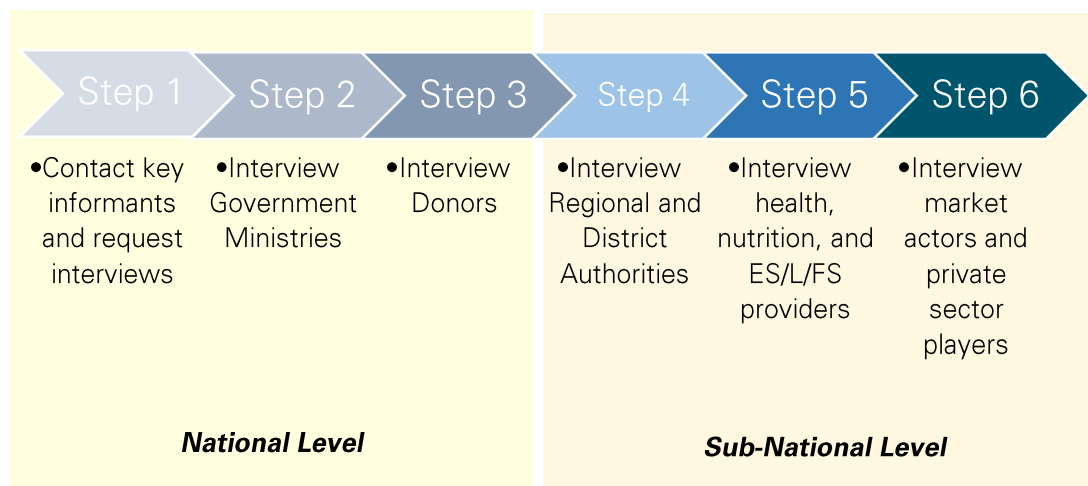 Step 1
Step 2
Step 3
Step 4
Step 5
Step 6
•Contact key
informants
and request
interviews
•Interview
Government
Ministries
•Interview
Donors
•Interview
Regional and
District
Authorities
•Interview
health,
nutrition, and
ES/L/FS
providers
•Interview
market
actors and
private
sector
players
National Level
Sub-National Level